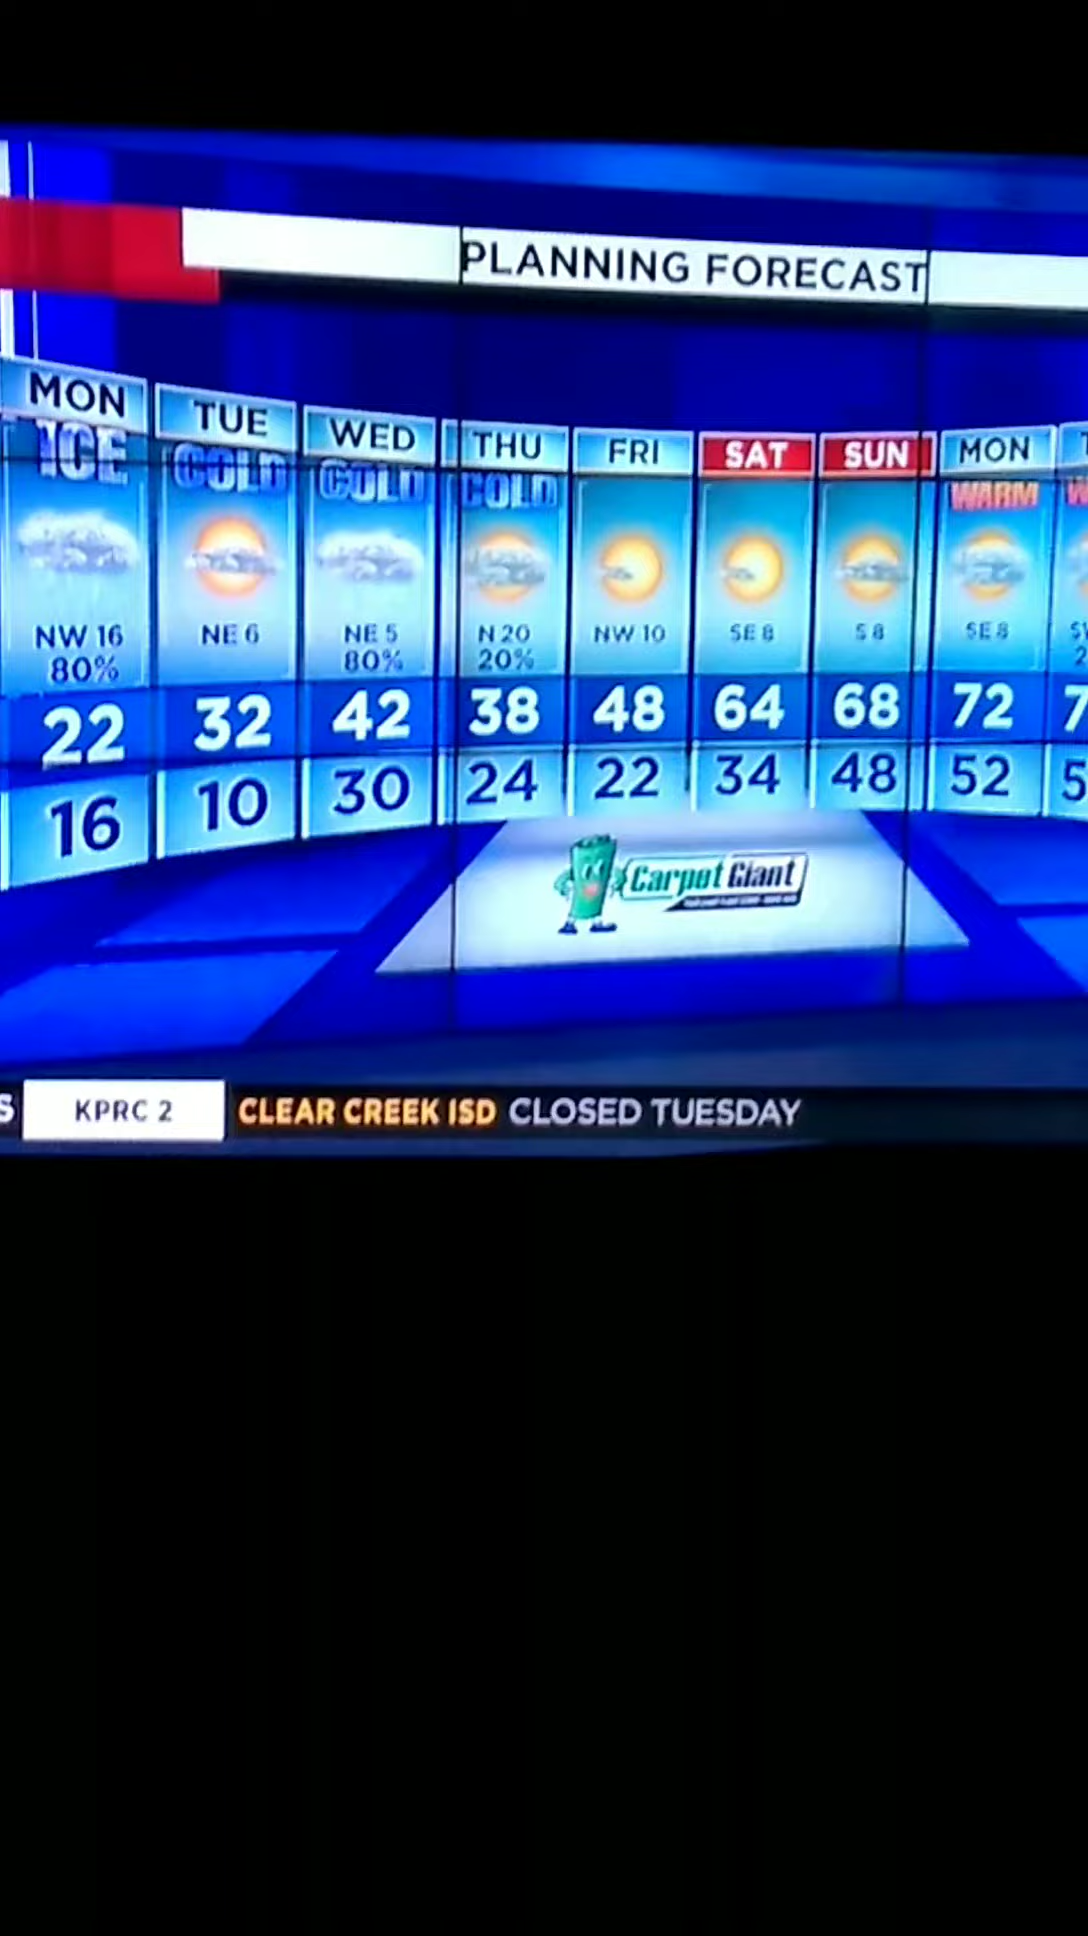 PLANNING FORECAST
MON TUE WED THU FRI SAT SUN MON
ICE COLD COLD COLD WARM
NW 16 NE 6 NE 5 N 20 NW 10 SE 8 S 8 SE 8
80% 80% 20%
22 32 42 38 48 64 68 72
16 10 30 24 22 34 48 52
Carpet Giant
S KPRC 2 CLEAR CREEK ISD CLOSED TUESDAY